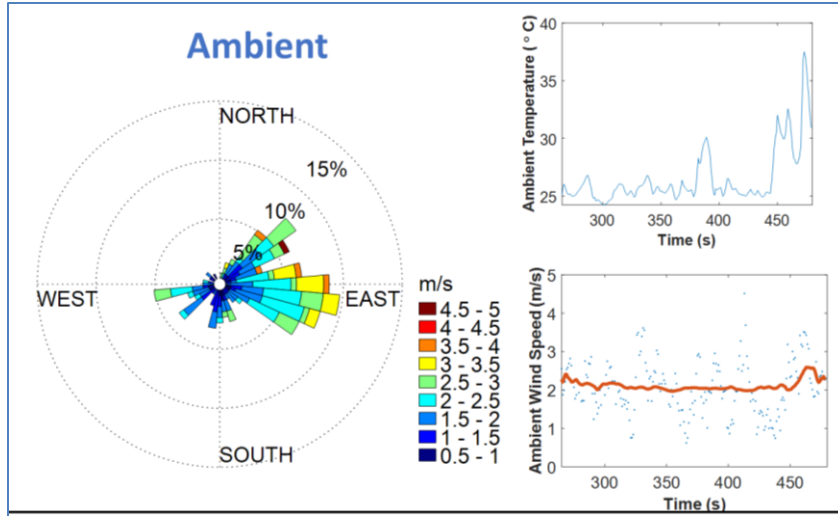 Ambient
NORTH
15%
10%
5%
WEST
EAST
SOUTH
m/s
4.5 - 5
4 - 4.5
3.5 - 4
3 - 3.5
2.5 - 3
2 - 2.5
1.5 - 2
1 - 1.5
0.5 - 1
Ambient Temperature ( ° C)
40
35
30
25
300 350 400 450
Time (s)
Ambient Wind Speed (m/s)
5
4
3
2
1
0
300 350 400 450
Time (s)